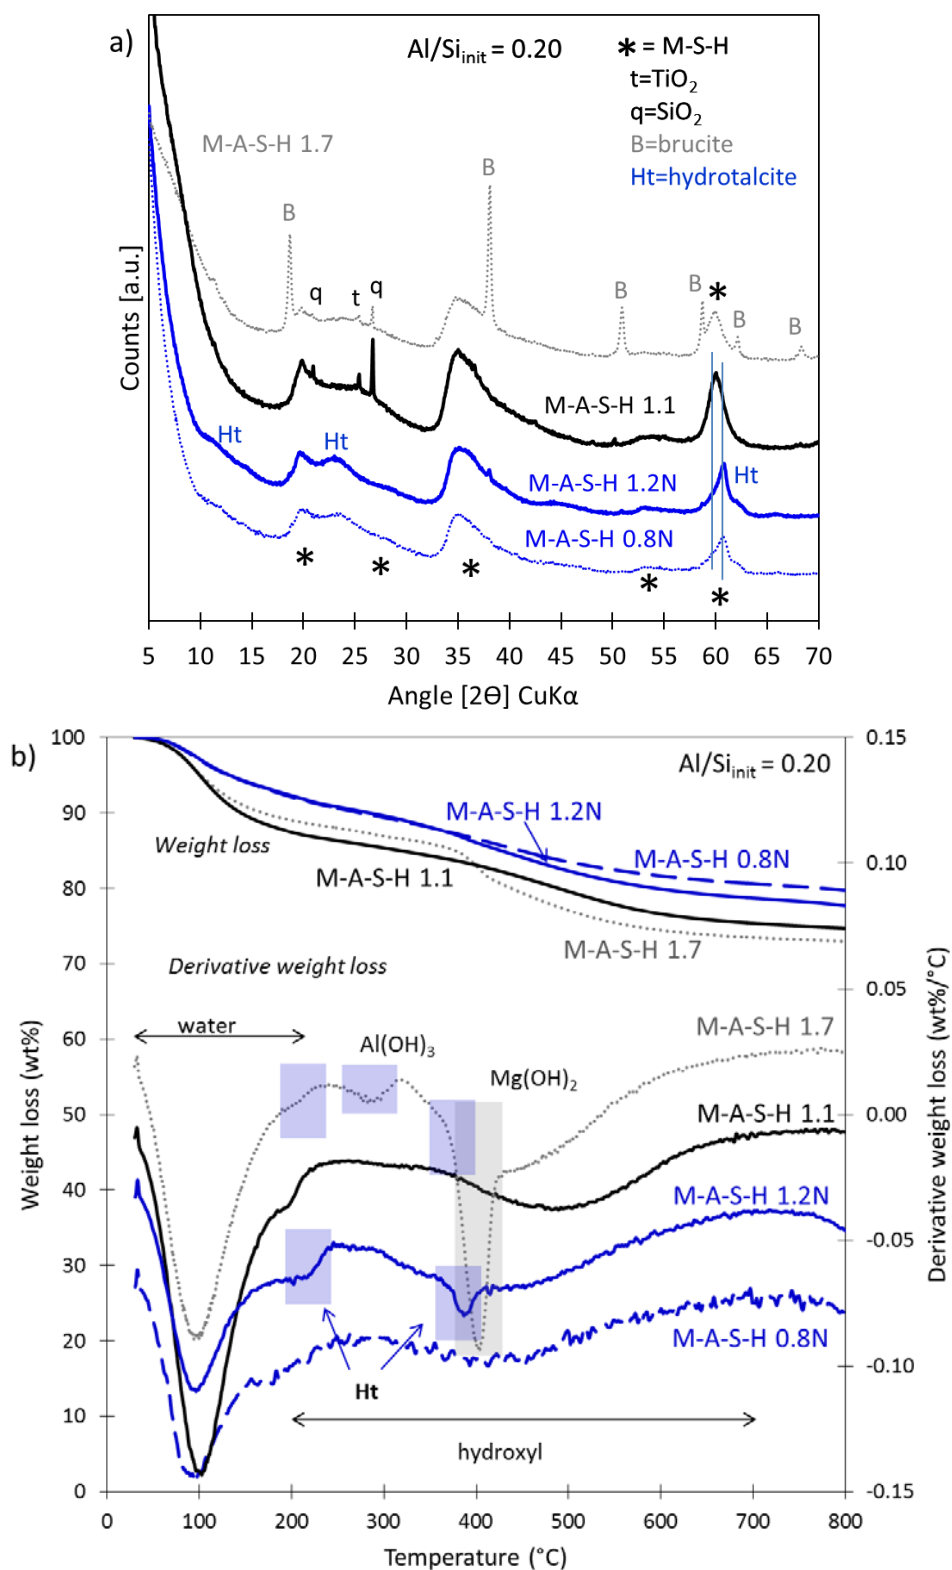 a)
Al/Si init = 0.20
* = M-S-H
t=TiO2
q=SiO2
B=brucite
Ht=hydrotalcite
M-A-S-H 1.7
B
B
q
t
q
B
B
*
B
B
M-A-S-H 1.1
Ht
Ht
M-A-S-H 1.2N
Ht
M-A-S-H 0.8N
*
*
*
*
*
Counts [a.u.]
5 10 15 20 25 30 35 40 45 50 55 60 65 70
Angle [2Θ] CuKα
b)
100
90
80
70
60
50
40
30
20
10
0
Weight loss (wt%)
0.15
0.10
0.05
0.00
-0.05
-0.10
-0.15
Derivative weight loss (wt%/°C)
Al/Si init = 0.20
M-A-S-H 1.2N
M-A-S-H 0.8N
Weight loss
M-A-S-H 1.1
M-A-S-H 1.7
Derivative weight loss
water
Al(OH)3
Mg(OH)2
M-A-S-H 1.7
M-A-S-H 1.1
M-A-S-H 1.2N
M-A-S-H 0.8N
Ht
hydroxyl
0 100 200 300 400 500 600 700 800
Temperature (°C)